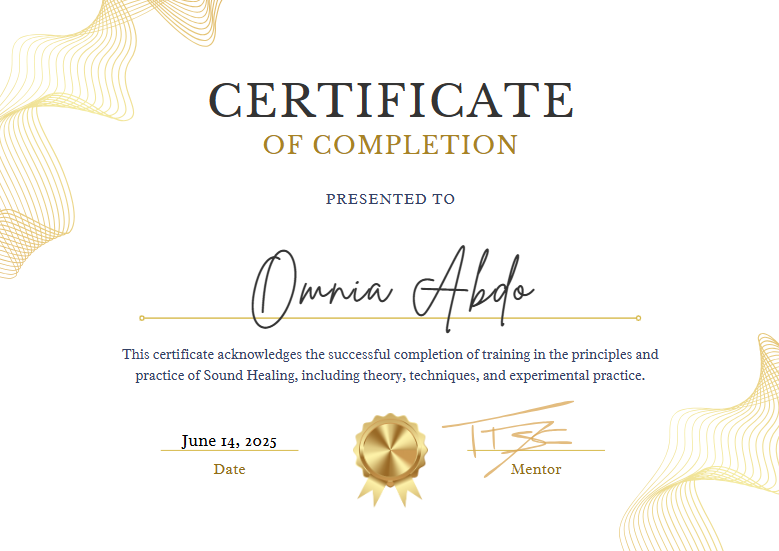 CERTIFICATE
OF COMPLETION
PRESENTED TO
Omnia Abdo
This certificate acknowledges the successful completion of training in the principles and
practice of Sound Healing, including theory, techniques, and experimental practice.
June 14, 2025
Date
Mentor